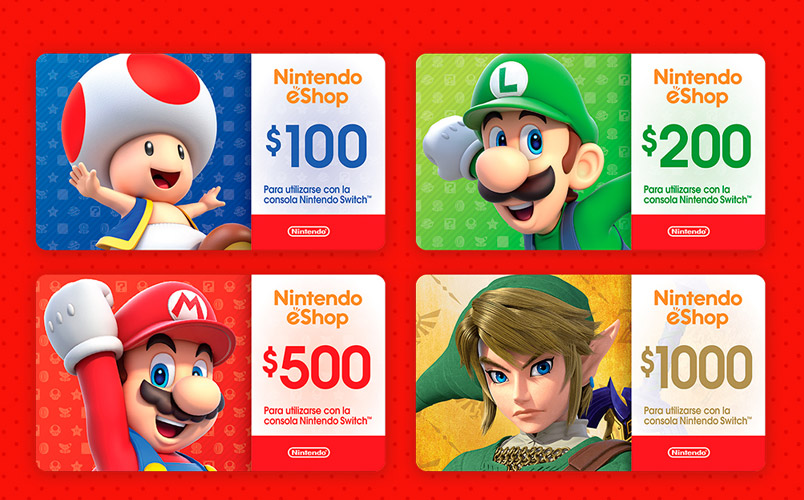 Nintendo
eShop
$100
Para utilizarse con la
consola Nintendo Switch™
Nintendo
L
Nintendo
eShop
$200
Para utilizarse con la
consola Nintendo Switch™
Nintendo
M
Nintendo
eShop
$500
Para utilizarse con la
consola Nintendo Switch™
Nintendo
Nintendo
eShop
$1000
Para utilizarse con la
consola Nintendo Switch™
Nintendo